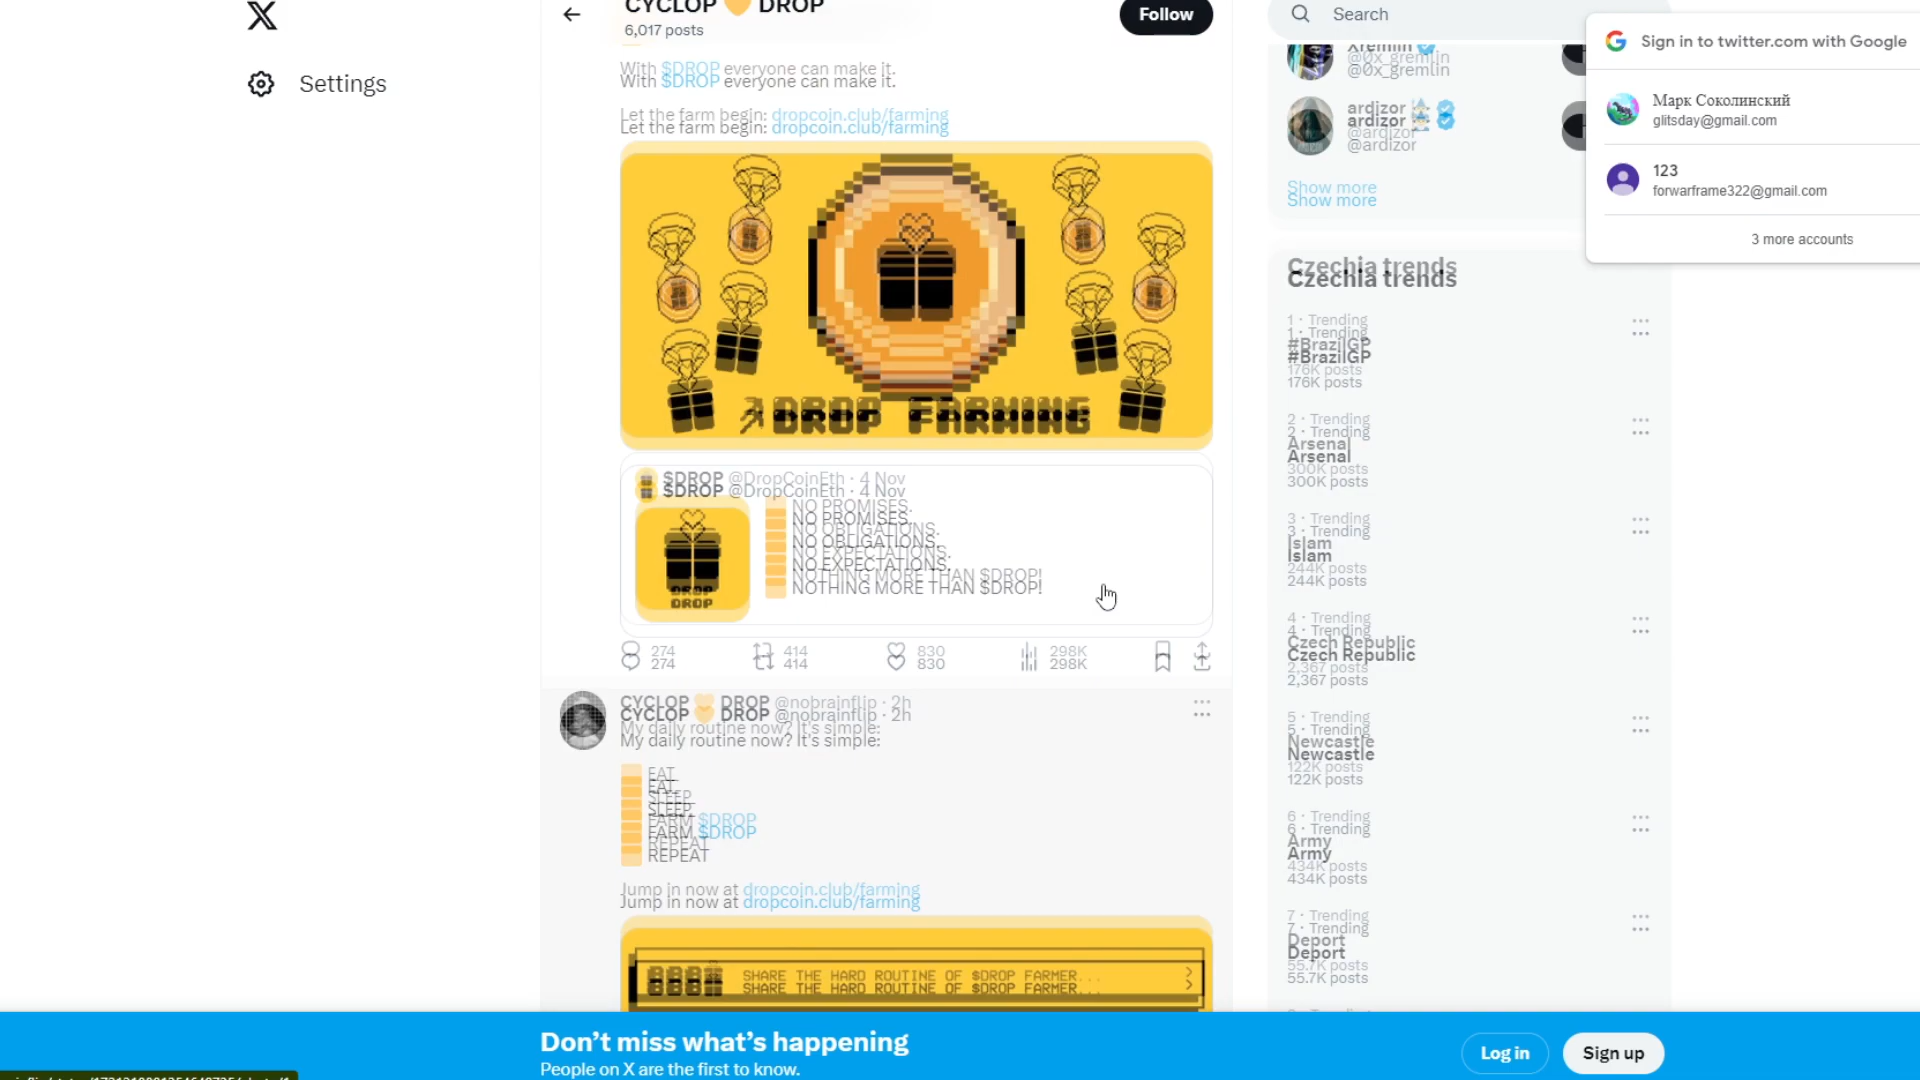 CYCLOP 💛 DROP
6,017 posts
Follow
Settings
With $DROP everyone can make it.
Let the farm begin: dropcoin.club/farming
DROP FARMING
$DROP @DropCoinEth · 4 Nov
NO PROMISES.
NO OBLIGATIONS.
NO EXPECTATIONS.
NOTHING MORE THAN $DROP!
DROP
274
414
830
298K
CYCLOP 💛 DROP @nobrainflip · 2h
My daily routine now? It's simple:
EAT
SLEEP
FARM $DROP
REPEAT
Jump in now at dropcoin.club/farming
SHARE THE HARD ROUTINE OF $DROP FARMER...
Search
Xremlin
@0x_gremlin
ardizor
@ardizor
Show more
Czechia trends
1 · Trending
#BrazilGP
176K posts
2 · Trending
Arsenal
300K posts
3 · Trending
Islam
244K posts
4 · Trending
Czech Republic
2,367 posts
5 · Trending
Newcastle
122K posts
6 · Trending
Army
434K posts
7 · Trending
Deport
55.7K posts
Sign in to twitter.com with Google
Марк Соколинский
glitsday@gmail.com
123
forwarframe322@gmail.com
3 more accounts
Don't miss what's happening
People on X are the first to know.
Log in
Sign up